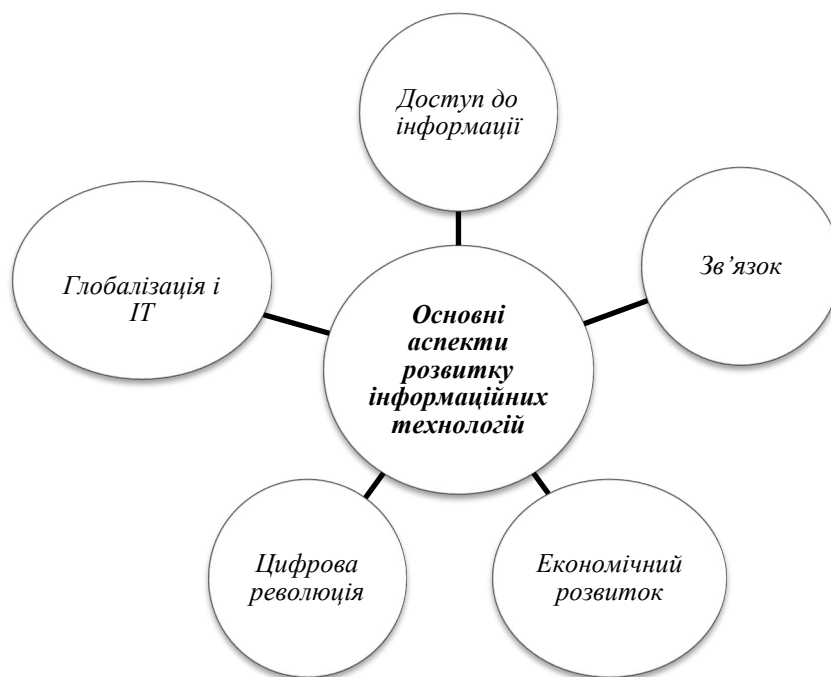 Доступ до
інформації
Зв’язок
Глобалізація і
ІТ
Основні
аспекти
розвитку
інформаційних
технологій
Цифрова
революція
Економічний
розвиток